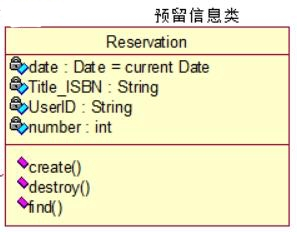 预留信息类
Reservation
date : Date = current Date
Title_ISBN : String
UserID : String
number : int
create()
destroy()
find()